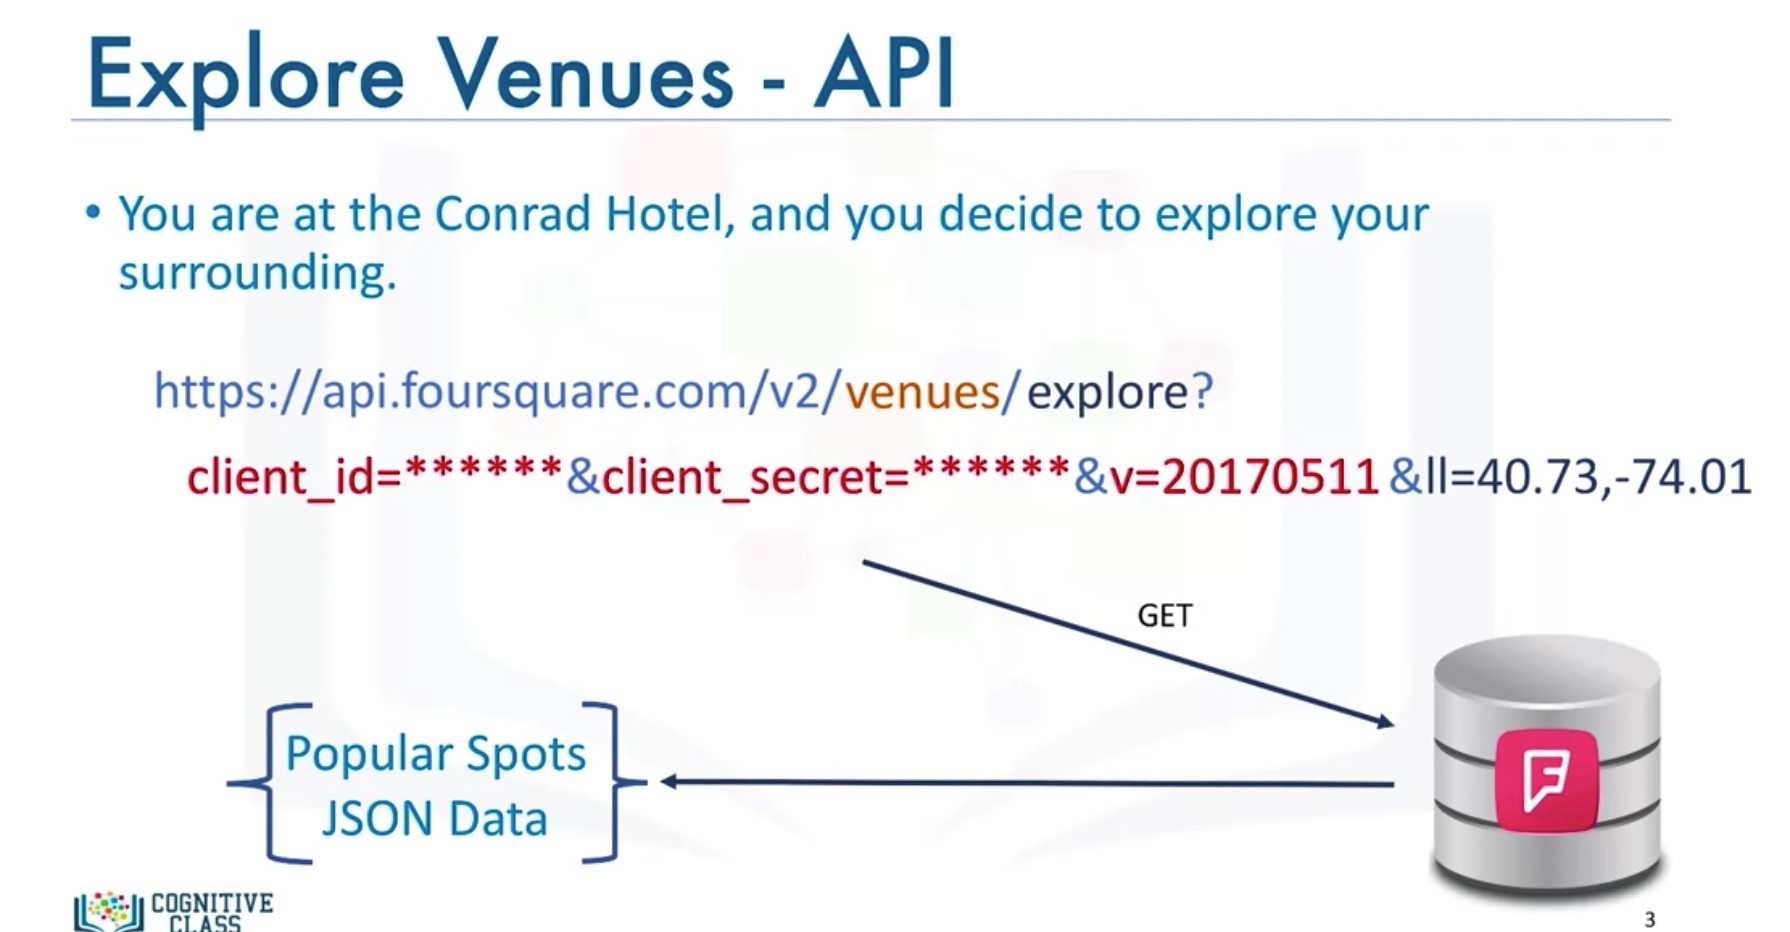 Explore Venues - API
• You are at the Conrad Hotel, and you decide to explore your
surrounding.
https://api.foursquare.com/v2/venues/explore?
client_id=******&client_secret=******&v=20170511 &ll=40.73,-74.01
GET
Popular Spots
JSON Data
COGNITIVE
CLASS
3